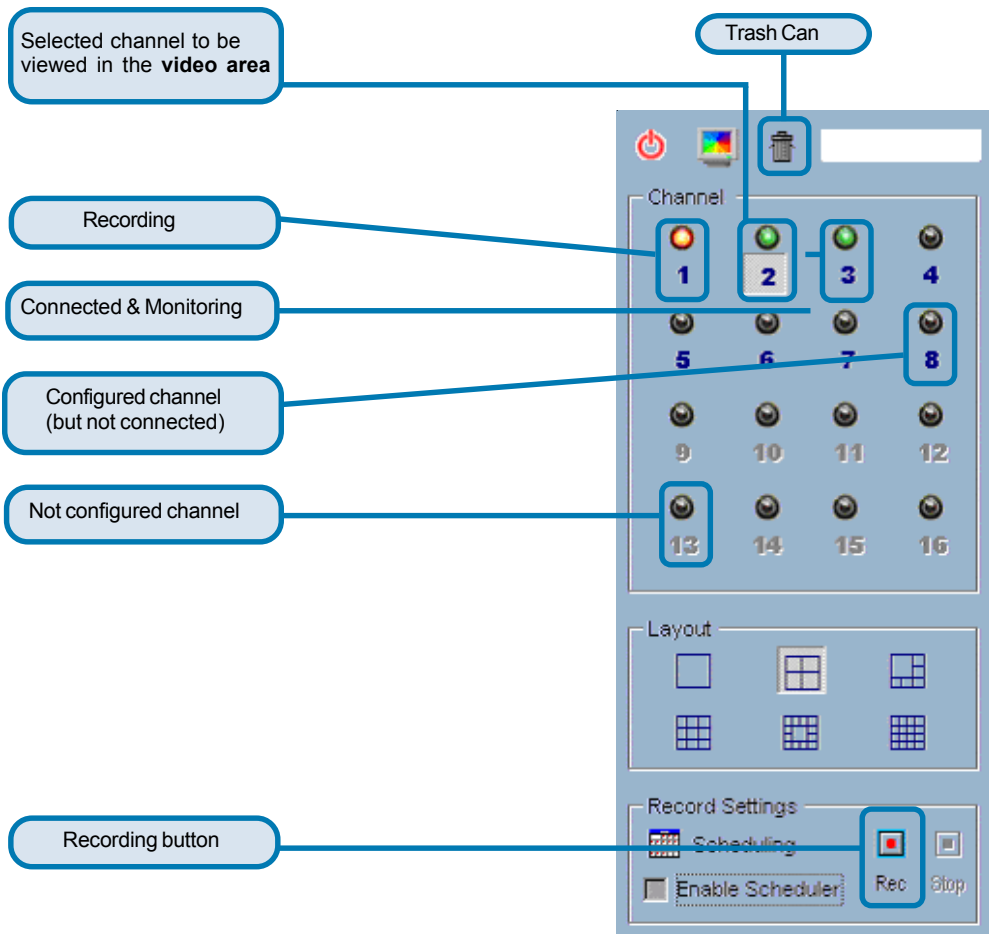 Selected channel to be
viewed in the video area
Trash Can
Channel
Recording
1 2 3 4
Connected & Monitoring
5 6 7 8
Configured channel
(but not connected)
9 10 11 12
Not configured channel
13 14 15 16
Layout
Record Settings
Recording button
Scheduling
Enable Scheduler
Rec Stop